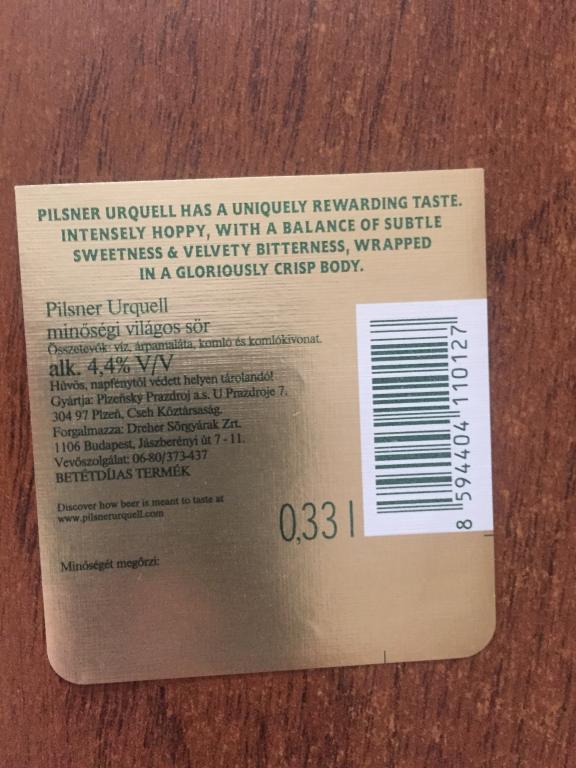 PILSNER URQUELL HAS A UNIQUELY REWARDING TASTE.
INTENSELY HOPPY, WITH A BALANCE OF SUBTLE
SWEETNESS & VELVETY BITTERNESS, WRAPPED
IN A GLORIOUSLY CRISP BODY.
Pilsner Urquell
minőségi világos sör
Összetevők: víz, árpamaláta, komló és komlókivonat.
alk. 4,4% V/V
Hűvös, napfénytől védett helyen tárolandó!
Gyártja: Plzeňský Prazdroj a.s. U Prazdroje 7.
304 97 Plzeň, Cseh Köztársaság.
Forgalmazza: Dreher Sörgyárak Zrt.
1106 Budapest, Jászberényi út 7 - 11.
Vevőszolgálat: 06-80/373-437
BETÉTDÍJAS TERMÉK
Discover how beer is meant to taste at
www.pilsnerurquell.com
Minőségét megőrzi:
0,33 l
8 594404 110127